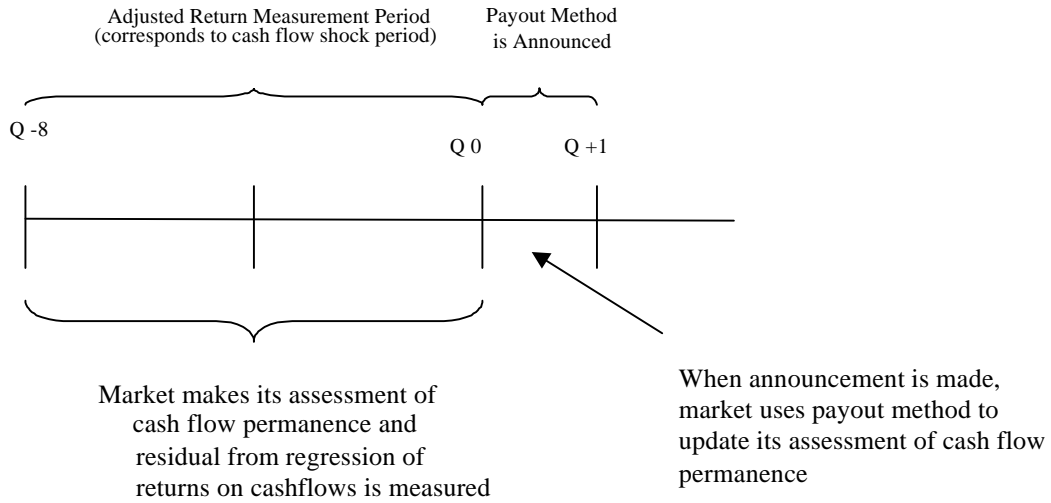 Adjusted Return Measurement Period
(corresponds to cash flow shock period)
Payout Method
is Announced
Q -8
Q 0
Q +1
Market makes its assessment of
cash flow permanence and
residual from regression of
returns on cashflows is measured
When announcement is made,
market uses payout method to
update its assessment of cash flow
permanence